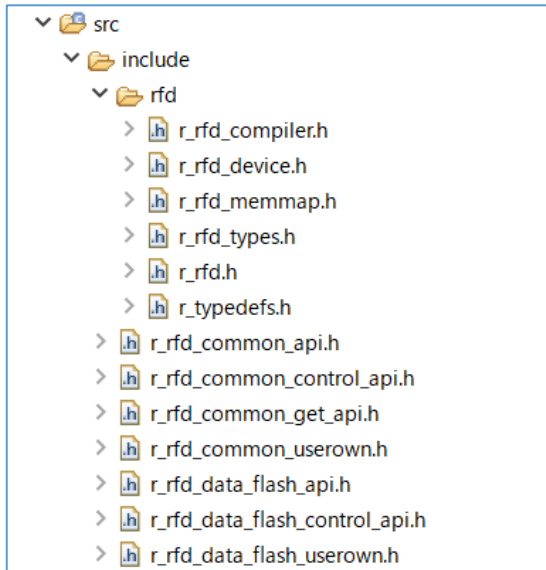 src
include
rfd
.h r_rfd_compiler.h
.h r_rfd_device.h
.h r_rfd_memmap.h
.h r_rfd_types.h
.h r_rfd.h
.h r_typedefs.h
.h r_rfd_common_api.h
.h r_rfd_common_control_api.h
.h r_rfd_common_get_api.h
.h r_rfd_common_userown.h
.h r_rfd_data_flash_api.h
.h r_rfd_data_flash_control_api.h
.h r_rfd_data_flash_userown.h